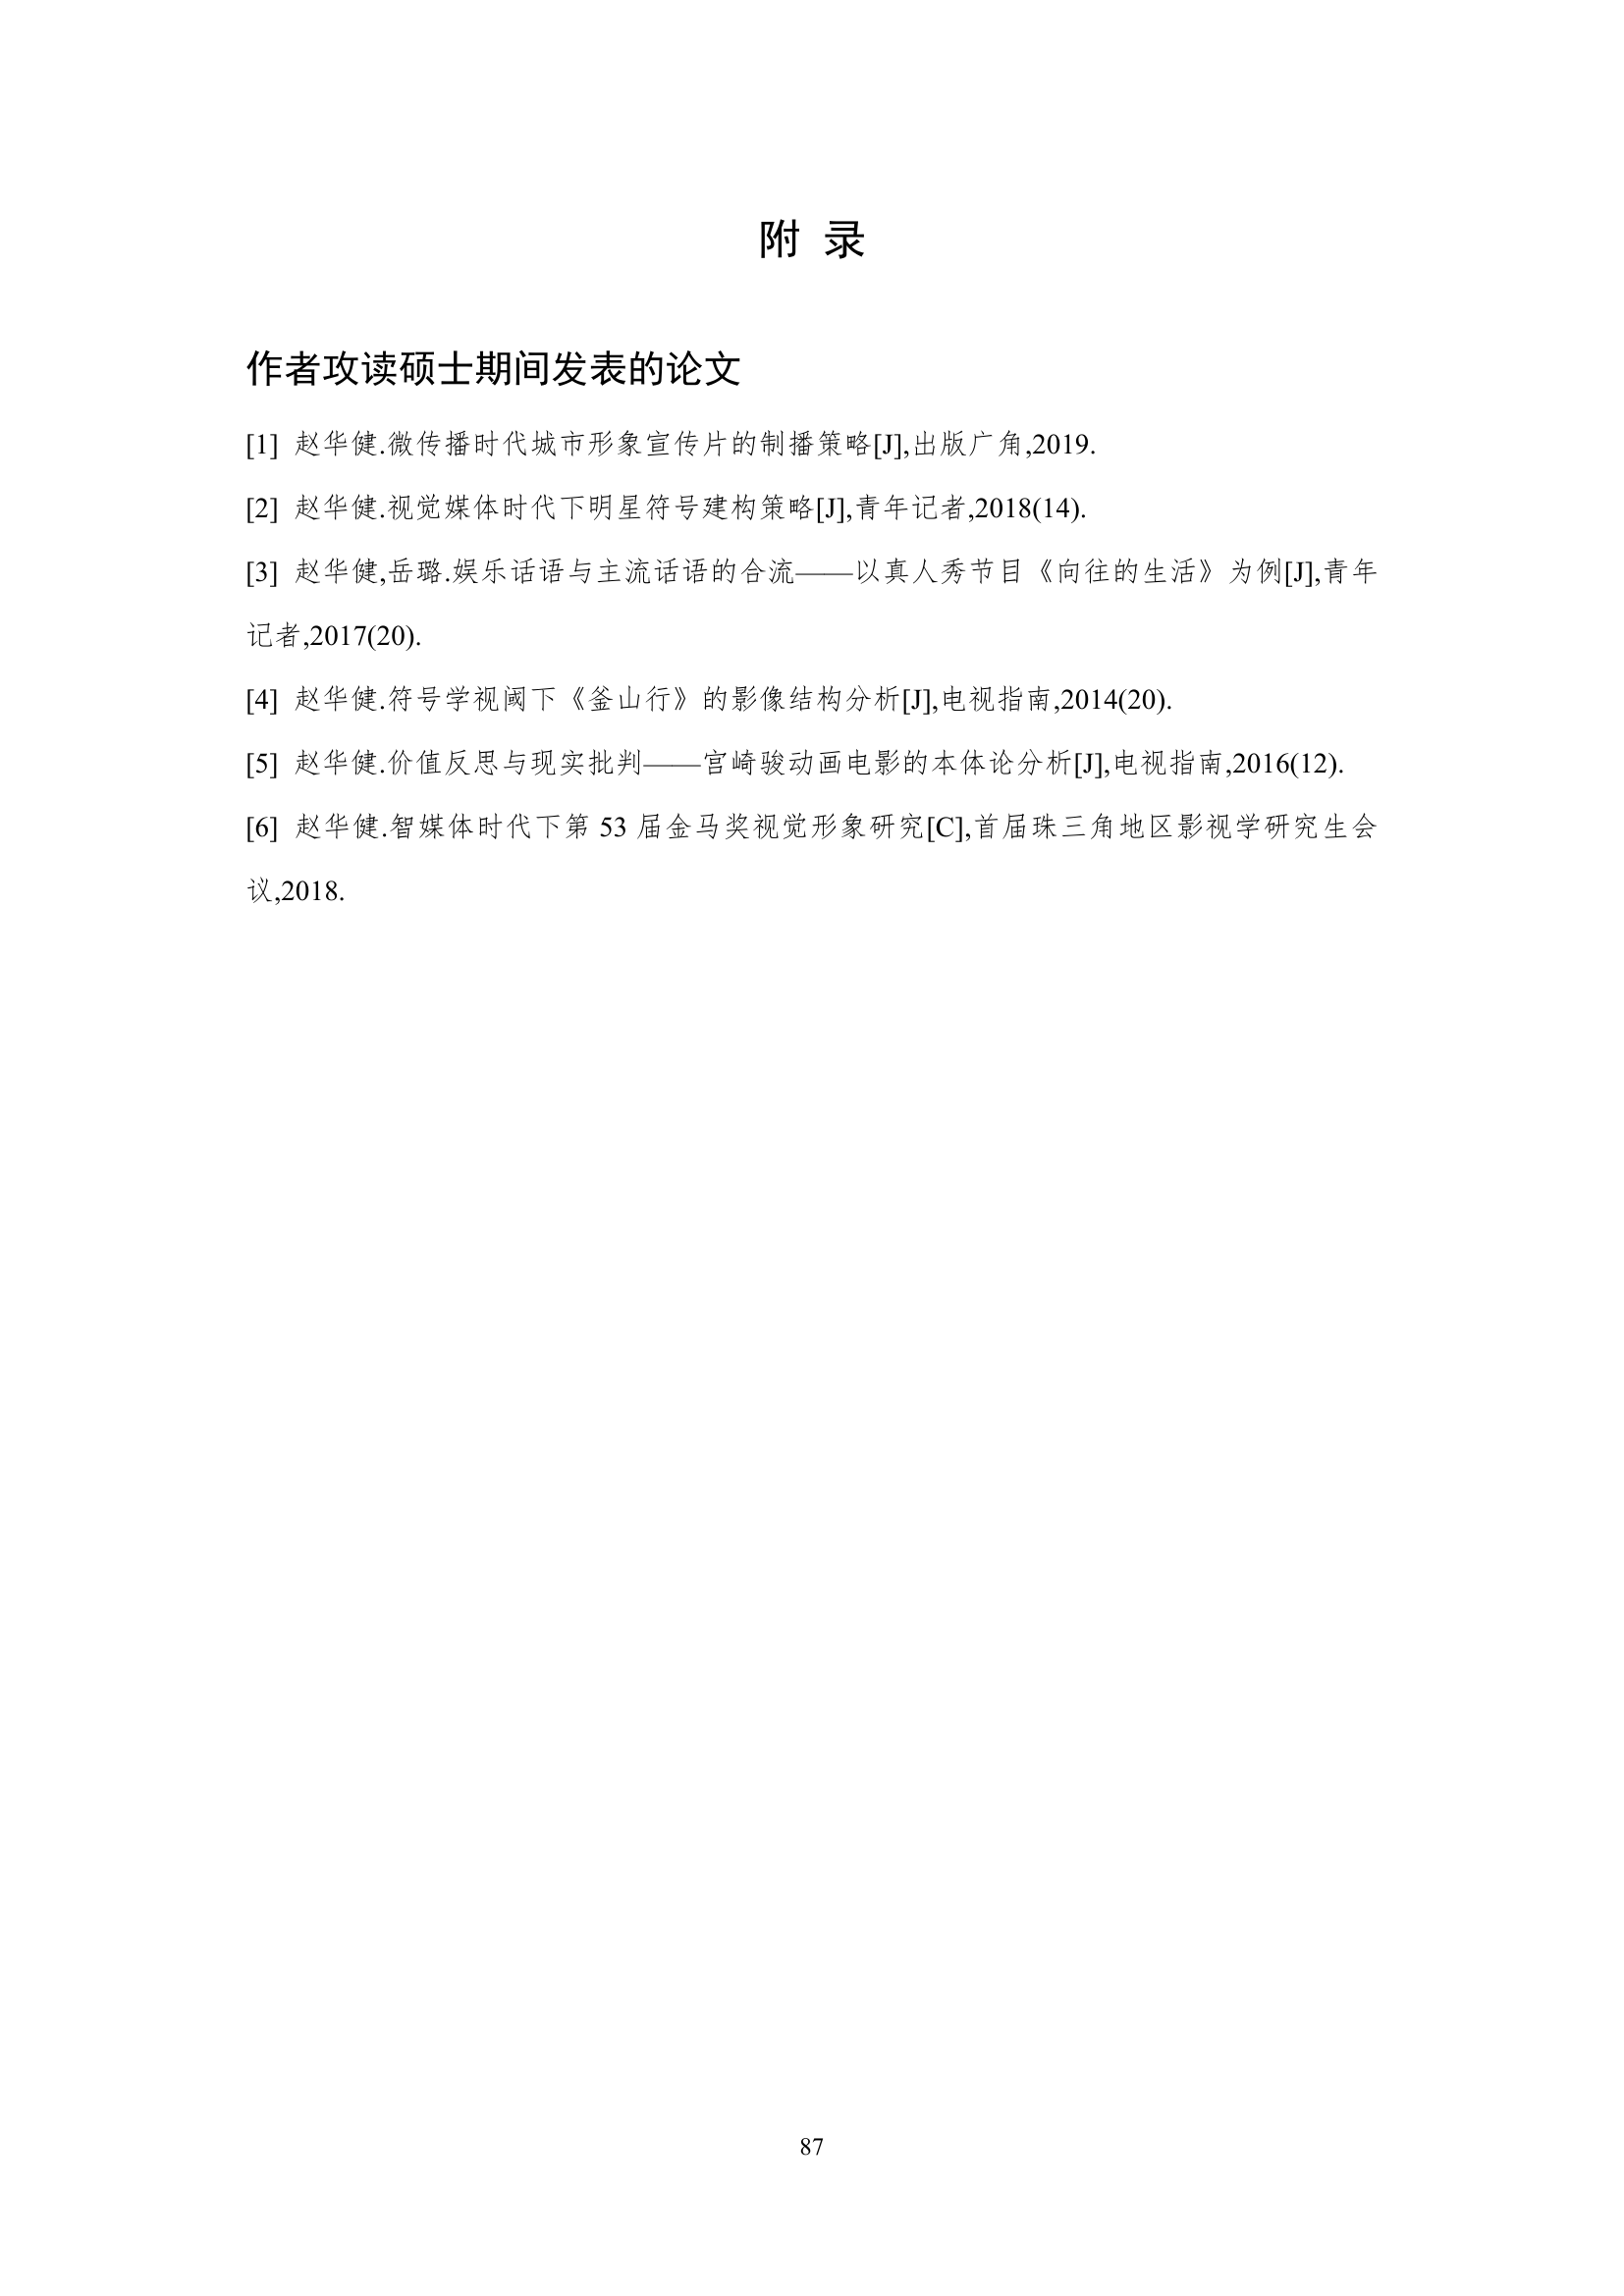 附 录
作者攻读硕士期间发表的论文
[1] 赵华健.微传播时代城市形象宣传片的制播策略[J],出版广角,2019.
[2] 赵华健.视觉媒体时代下明星符号建构策略[J],青年记者,2018(14).
[3] 赵华健,岳璐.娱乐话语与主流话语的合流——以真人秀节目《向往的生活》为例[J],青年
记者,2017(20).
[4] 赵华健.符号学视阈下《釜山行》的影像结构分析[J],电视指南,2014(20).
[5] 赵华健.价值反思与现实批判——宫崎骏动画电影的本体论分析[J],电视指南,2016(12).
[6] 赵华健.智媒体时代下第 53 届金马奖视觉形象研究[C],首届珠三角地区影视学研究生会
议,2018.
87